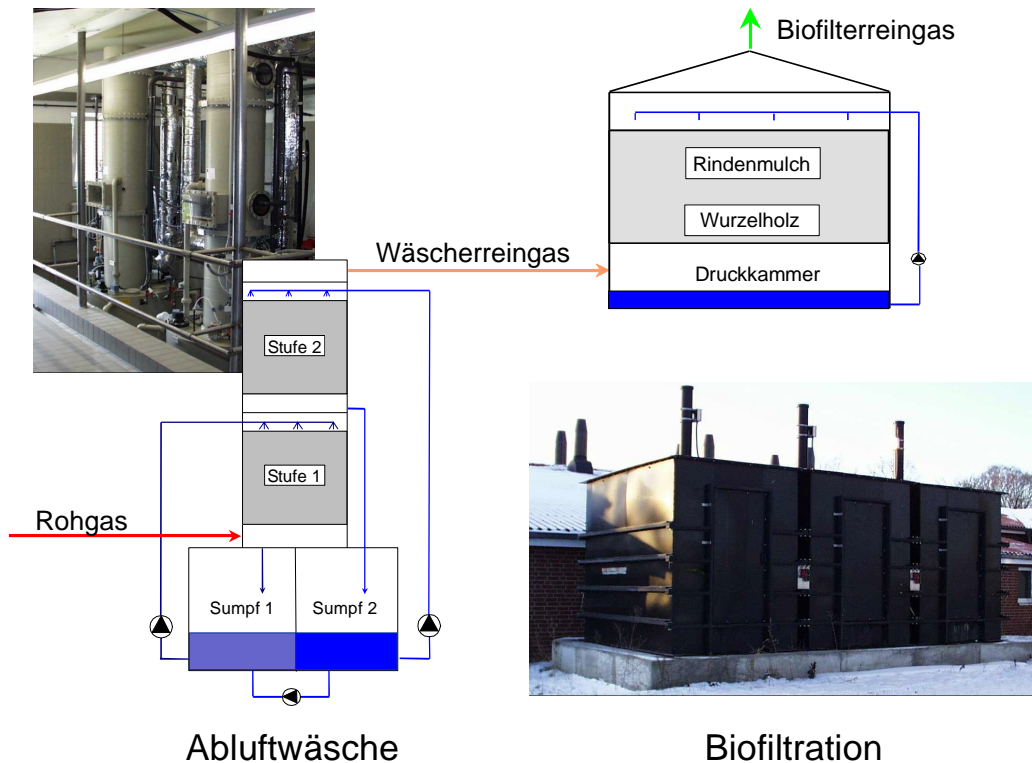 Biofilterreingas
Rindenmulch
Wurzelholz
Wäscherreingas
Druckkammer
Stufe 2
Stufe 1
Rohgas
Sumpf 1
Sumpf 2
Abluftwäsche
Biofiltration